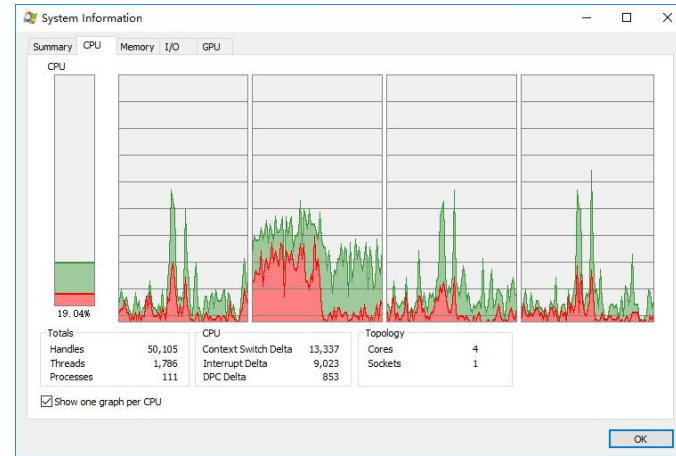 System Information
Summary CPU Memory I/O GPU
CPU
19.04%
Totals CPU Topology
Handles 50,105 Context Switch Delta 13,337 Cores 4
Threads 1,786 Interrupt Delta 9,023 Sockets 1
Processes 111 DPC Delta 853
Show one graph per CPU
OK